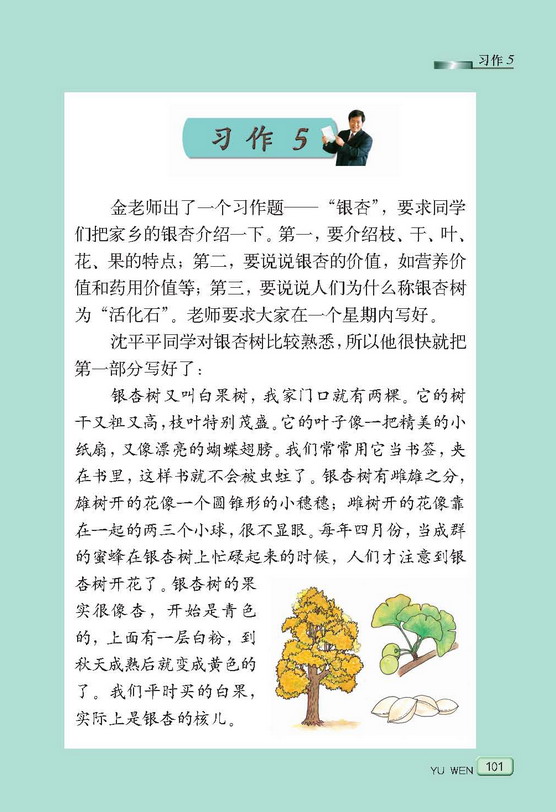 习作 5
习 作 5
金老师出了一个习作题——“银杏”，要求同学
们把家乡的银杏介绍一下。第一，要介绍枝、干、叶、
花、果的特点；第二，要说说银杏的价值，如营养价
值和药用价值等；第三，要说说人们为什么称银杏树
为“活化石”。老师要求大家在一个星期内写好。
沈平平同学对银杏树比较熟悉，所以他很快就把
第一部分写好了：
银杏树又叫白果树，我家门口就有两棵。它的树
干又粗又高，枝叶特别茂盛。它的叶子像一把精美的小
纸扇，又像漂亮的蝴蝶翅膀。我们常常用它当书签，夹
在书里，这样书就不会被虫蛀了。银杏树有雌雄之分，
雄树开的花像一个圆锥形的小穗穗；雌树开的花像靠
在一起的两三个小球，很不显眼。每年四月份，当成群
的蜜蜂在银杏树上忙碌起来的时候，人们才注意到银
杏树开花了。银杏树的果
实很像杏，开始是青色
的，上面有一层白粉，到
秋天成熟后就变成黄色的
了。我们平时买的白果，
实际上是银杏的核儿。
YU WEN 101